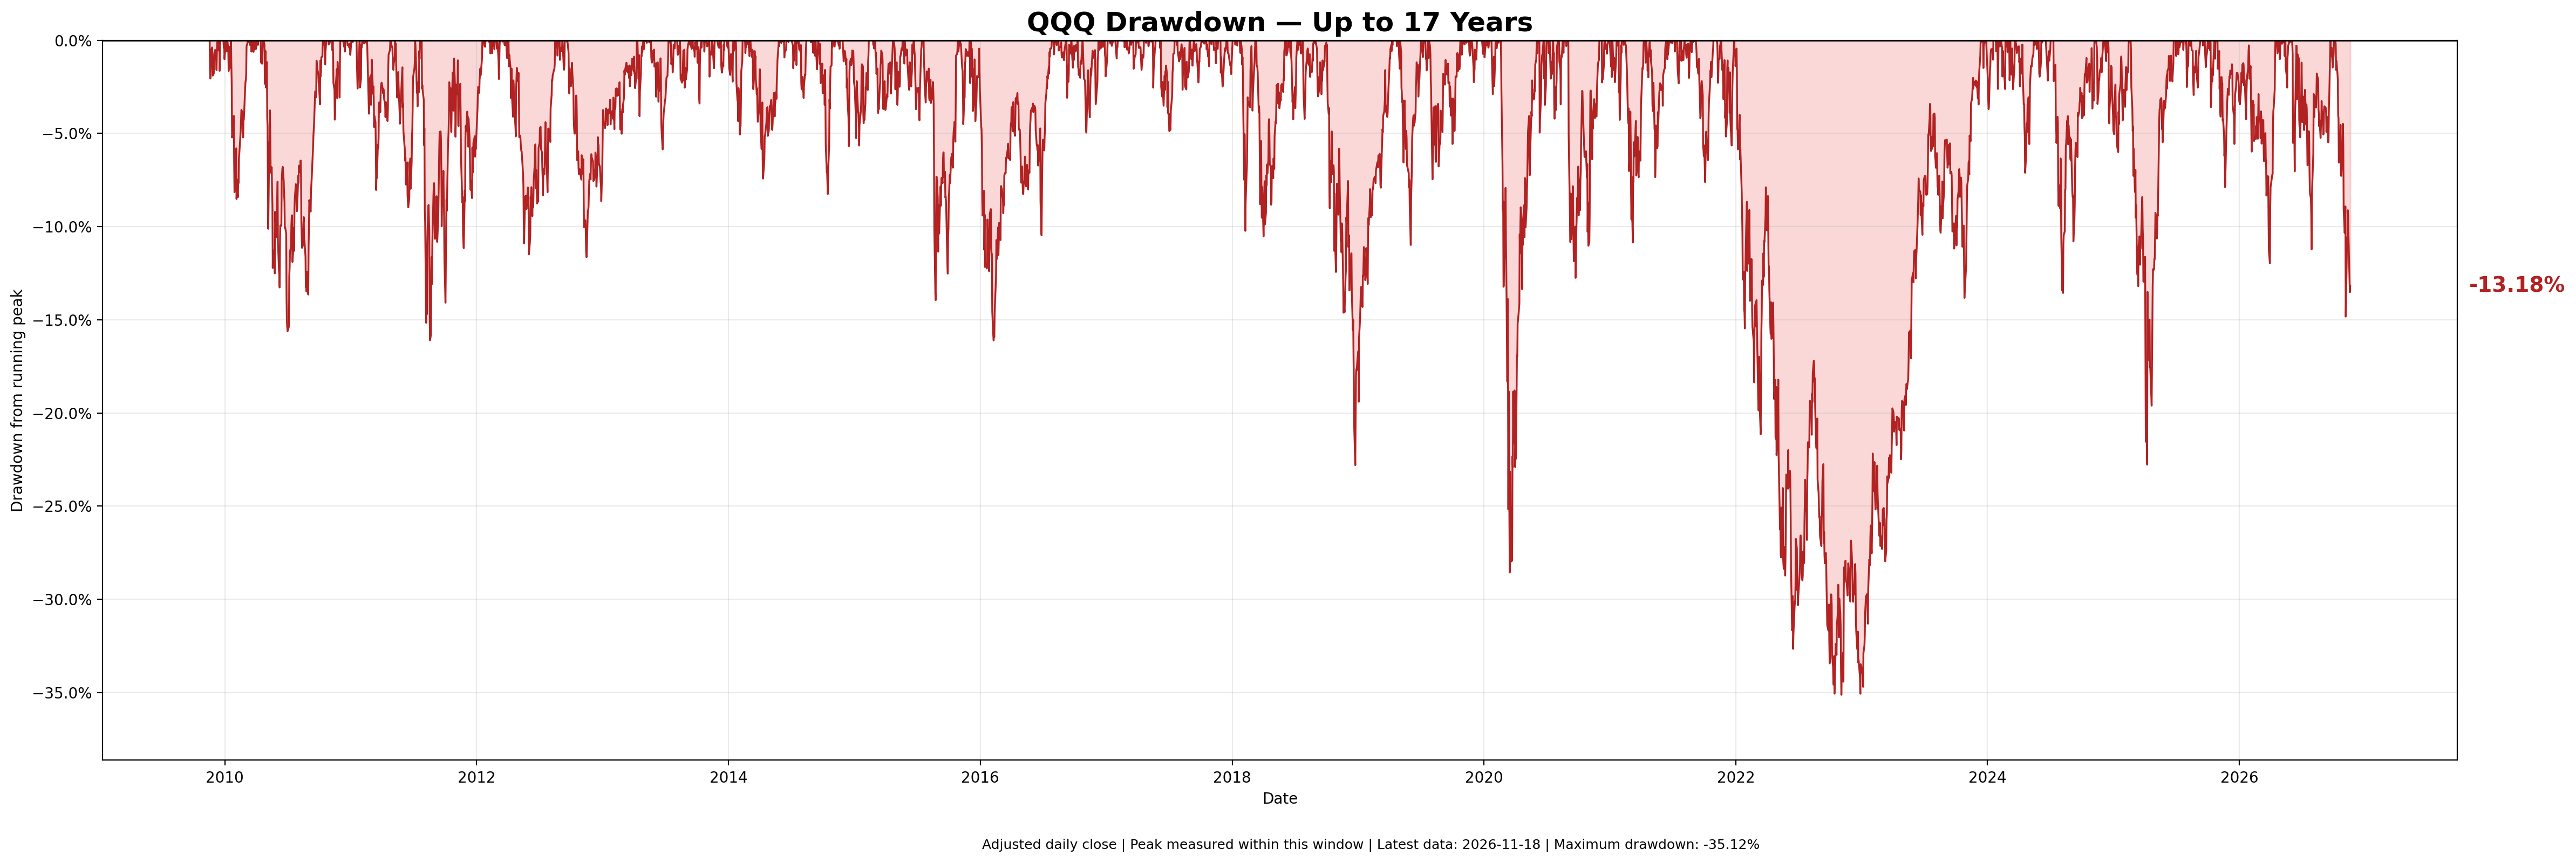 QQQ Drawdown — Up to 17 Years
0.0%
−5.0%
−10.0%
−15.0%
−20.0%
−25.0%
−30.0%
−35.0%
Drawdown from running peak
-13.18%
2010 2012 2014 2016 2018 2020 2022 2024 2026
Date
Adjusted daily close | Peak measured within this window | Latest data: 2026-11-18 | Maximum drawdown: -35.12%